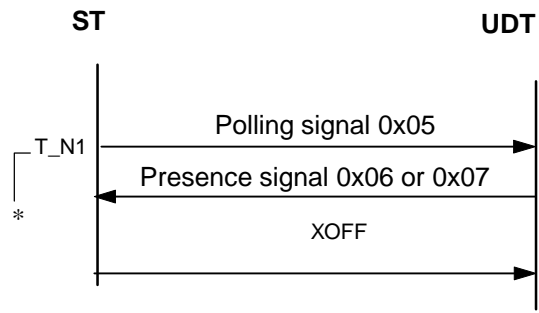 ST
UDT
Polling signal 0x05
T_N1
Presence signal 0x06 or 0x07
*
XOFF